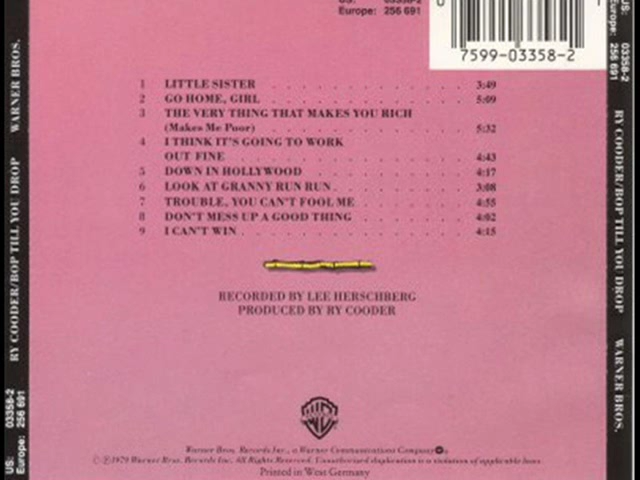 US: 03358-2
Europe: 256 691
7599-03358-2
1 LITTLE SISTER . . . . . . . . . . . . . . . 3:49
2 GO HOME, GIRL . . . . . . . . . . . . . . . 5:09
3 THE VERY THING THAT MAKES YOU RICH
(Makes Me Poor) . . . . . . . . . . . . . . . 5:32
4 I THINK IT'S GOING TO WORK
OUT FINE . . . . . . . . . . . . . . . 4:43
5 DOWN IN HOLLYWOOD . . . . . . . . . . . . 4:17
6 LOOK AT GRANNY RUN RUN . . . . . . . . . . 3:08
7 TROUBLE, YOU CAN'T FOOL ME . . . . . . . . 4:55
8 DON'T MESS UP A GOOD THING . . . . . . . . 4:02
9 I CAN'T WIN . . . . . . . . . . . . . . . 4:15
RECORDED BY LEE HERSCHBERG
PRODUCED BY RY COODER
Warner Bros. Records Inc., a Warner Communications Company
© ℗ 1979 Warner Bros. Records Inc. All Rights Reserved. Unauthorized duplication is a violation of applicable laws.
Printed in West Germany
US: 03358-2
Europe: 256 691
RY COODER/BOP TILL YOU DROP
WARNER BROS.
US: 03358-2
Europe: 256 691
RY COODER/BOP TILL YOU DROP
WARNER BROS.